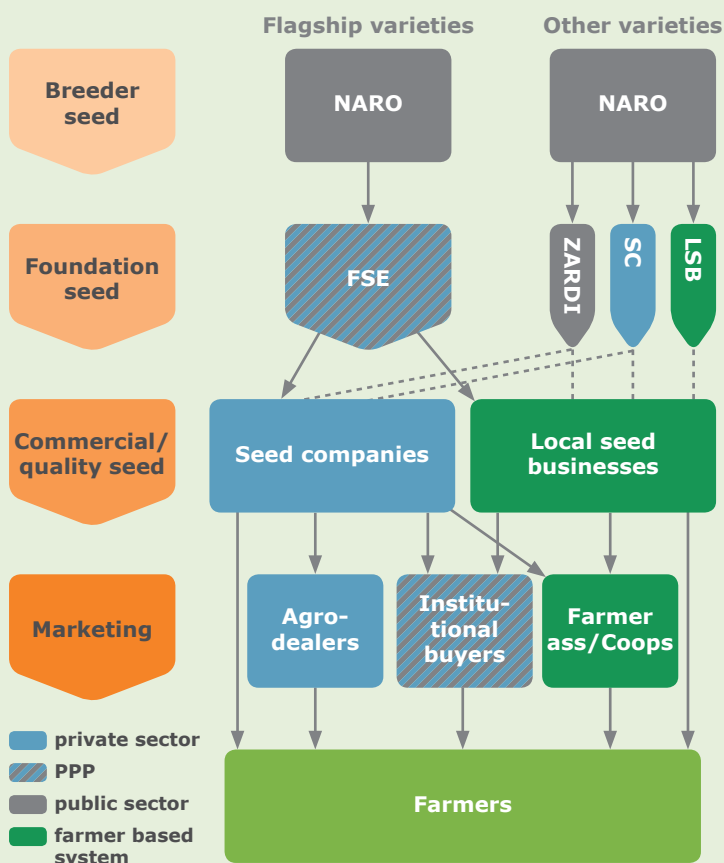 Flagship varieties
Other varieties
Breeder
seed
NARO
NARO
Foundation
seed
FSE
ZARDI
SC
LSB
Commercial/
quality seed
Seed companies
Local seed
businesses
Marketing
Agro-
dealers
Institu-
tional
buyers
Farmer
ass/Coops
private sector
PPP
public sector
farmer based
system
Farmers